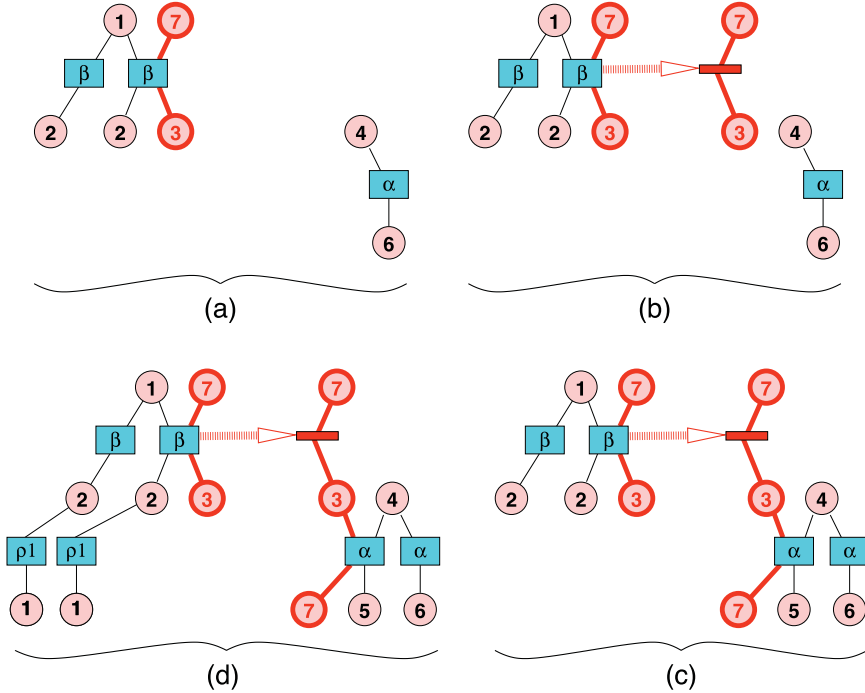 1 7 1 7
β β β β
2 2 3 2 2 3 4
4
α α
6 6
(a) (b)
1 7 7 1 7 7
β β β β
2 2 3 3 4 2 2 3 3 4
ρ1 ρ1 α α α α
1 1 7 5 6 7 5 6
(d) (c)